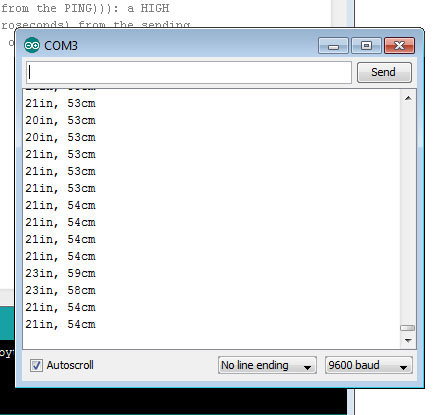 from the PING))): a HIGH
roseconds) from the sending
o
COM3
Send
21in, 53cm
20in, 53cm
20in, 53cm
21in, 53cm
21in, 53cm
21in, 53cm
21in, 54cm
21in, 54cm
21in, 54cm
21in, 54cm
23in, 59cm
23in, 58cm
21in, 54cm
21in, 54cm
oy
Autoscroll
No line ending
9600 baud